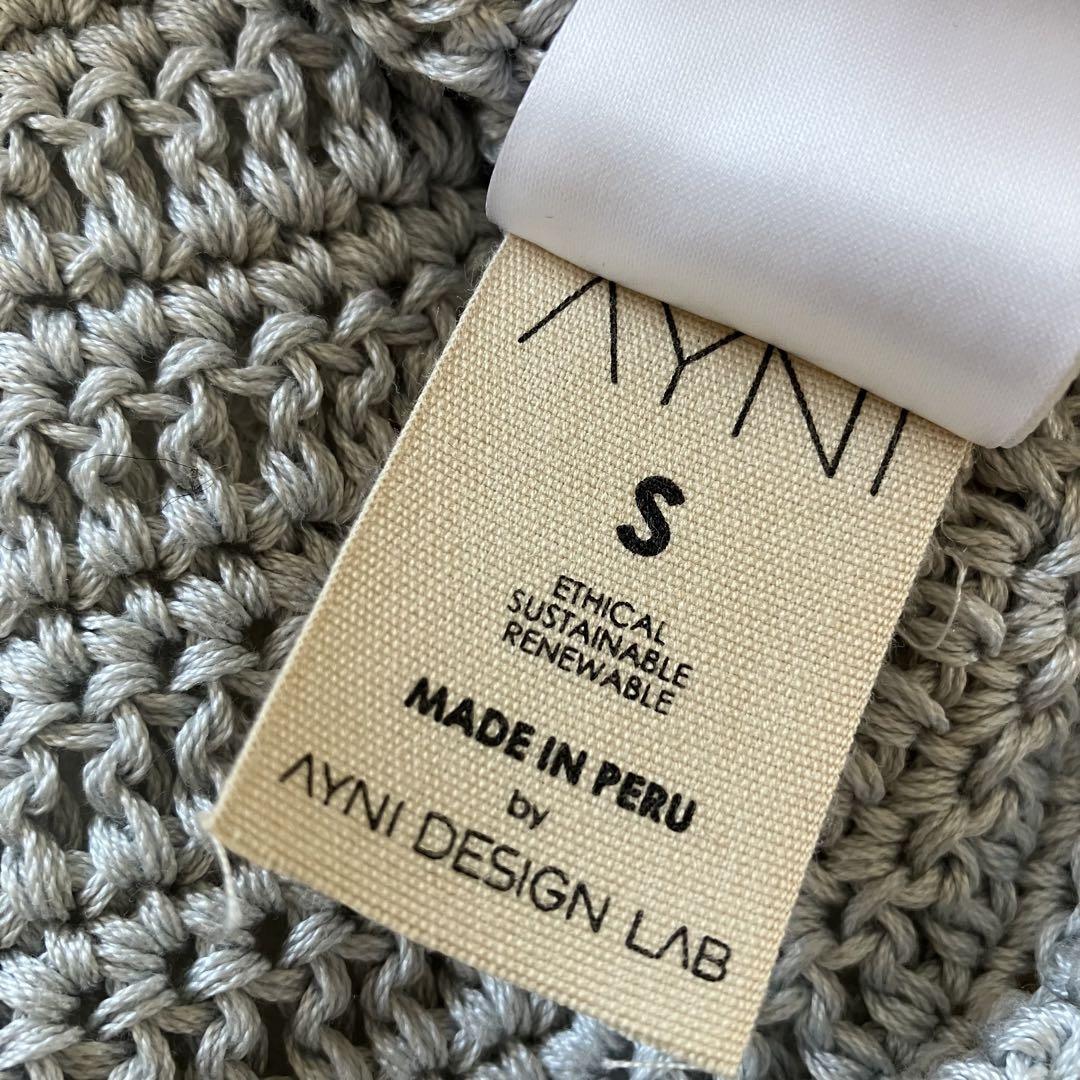 AYNI
S
ETHICAL
SUSTAINABLE
RENEWABLE
MADE IN PERU
by
AYNI DESIGN LAB